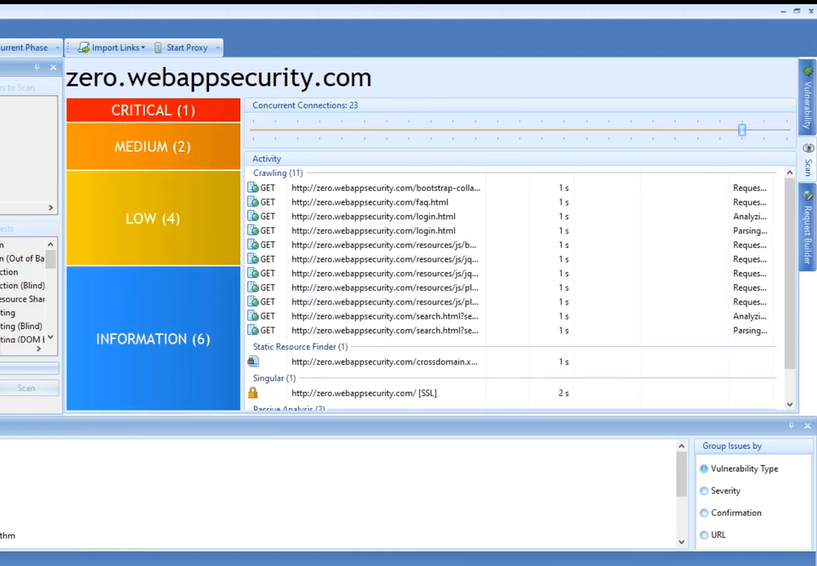 urrent Phase
Import Links
Start Proxy
es to Scan
zero.webappsecurity.com
CRITICAL (1)
MEDIUM (2)
LOW (4)
INFORMATION (6)
Concurrent Connections: 23
Activity
Crawling (11)
GET http://zero.webappsecurity.com/bootstrap-colla... 1 s Reques...
GET http://zero.webappsecurity.com/faq.html 1 s Reques...
GET http://zero.webappsecurity.com/login.html 1 s Analyzi...
GET http://zero.webappsecurity.com/login.html 1 s Parsing...
GET http://zero.webappsecurity.com/resources/js/b... 1 s Reques...
GET http://zero.webappsecurity.com/resources/js/jq... 1 s Reques...
GET http://zero.webappsecurity.com/resources/js/jq... 1 s Reques...
GET http://zero.webappsecurity.com/resources/js/pl... 1 s Reques...
GET http://zero.webappsecurity.com/resources/js/pl... 1 s Reques...
GET http://zero.webappsecurity.com/search.html?se... 1 s Analyzi...
GET http://zero.webappsecurity.com/search.html?se... 1 s Parsing...
Static Resource Finder (1)
http://zero.webappsecurity.com/crossdomain.x... 1 s
Singular (1)
http://zero.webappsecurity.com/ [SSL] 2 s
Passive Analysis (2)
ests
n
n (Out of Ba
ction
ction (Blind)
esource Shar
ting
ting (Blind)
ting (DOM
Scan
Vulnerability
Scan
Request Builder
thm
Group Issues by
Vulnerability Type
Severity
Confirmation
URL